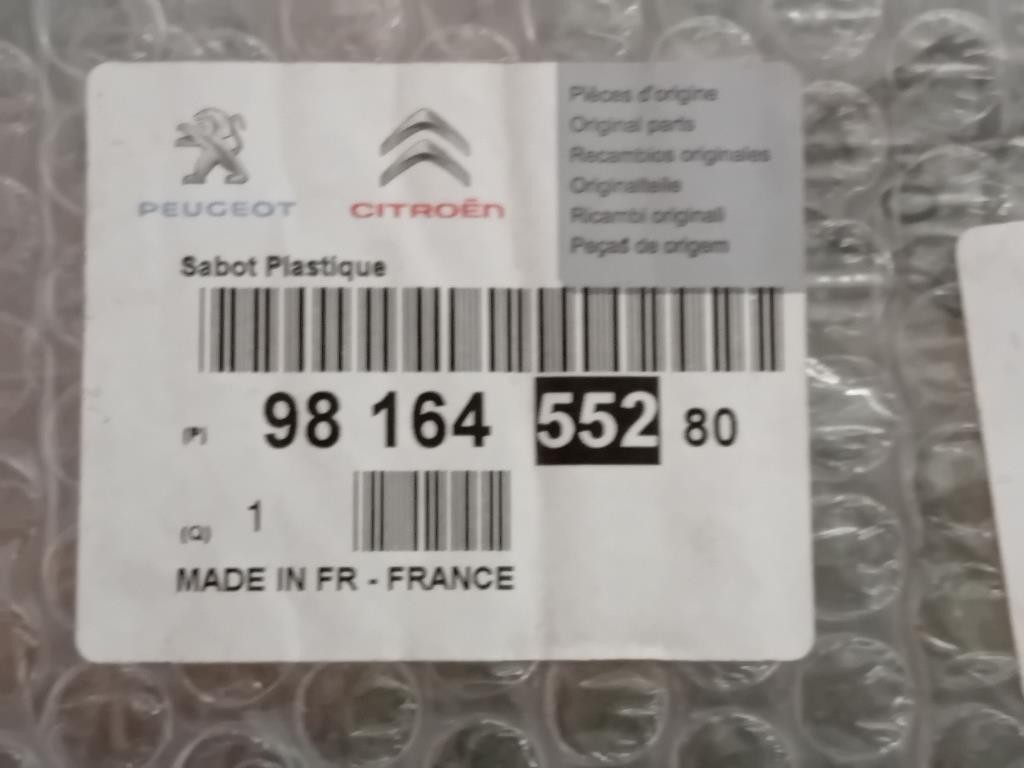 PEUGEOT
CITROËN
Pièces d'origine
Original parts
Recambios originales
Originalteile
Ricambi originali
Peças de origem
Sabot Plastique
(P) 98 164 552 80
(Q) 1
MADE IN FR - FRANCE